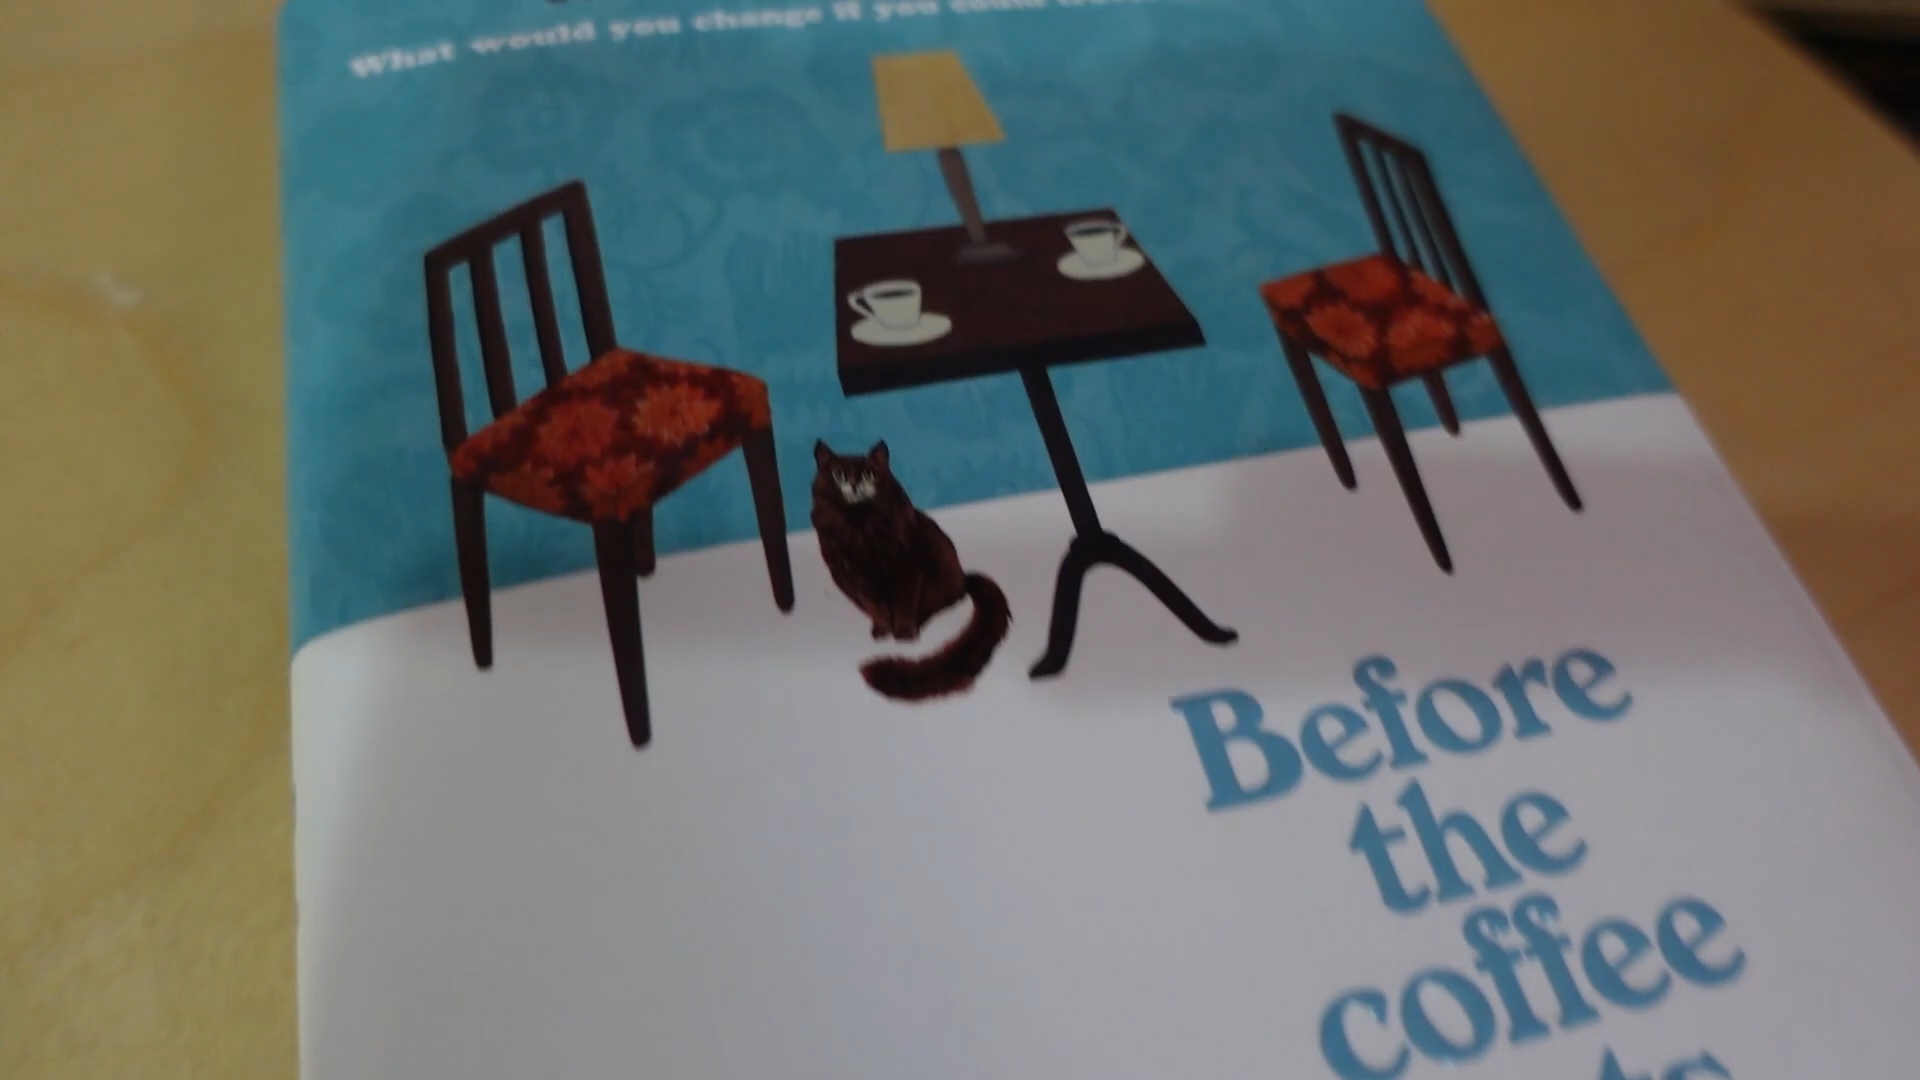 What would you change if you could
Before
the
coffee